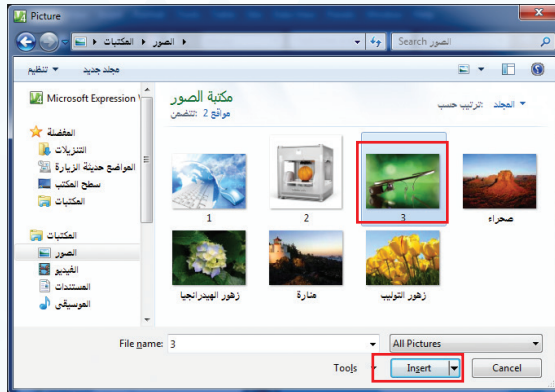 Picture
المكتبات ◂ الصور ◂
Search الصور
تنظيم ▾ مجلد جديد
Microsoft Expression
المفضلة
التنزيلات
المواضع حديثة الزيارة
سطح المكتب
المكتبات
المكتبات
الصور
الفيديو
المستندات
الموسيقى
مكتبة الصور
تتضمن: 2 مواقع
ترتيب حسب: المجلد ▾
1
2
3
صحراء
زهور الهيدرانجيا
منارة
زهور التوليب
File name: 3
All Pictures
Tools
Insert
Cancel